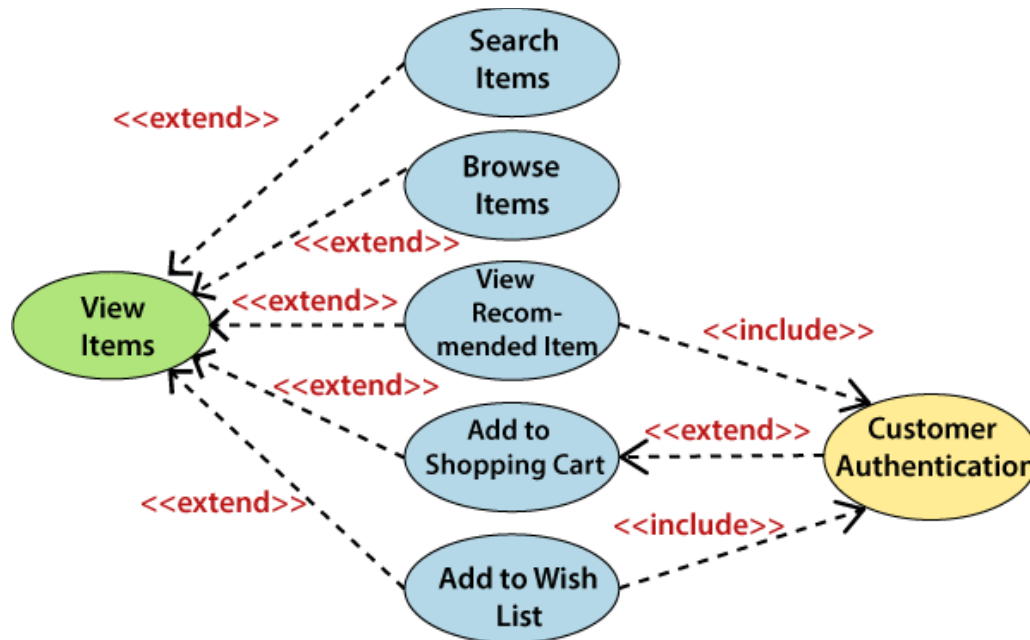 Search
Items
<<extend>>
Browse
Items
<<extend>>
View
Items
<<extend>>
View
Recom-
mended Item
<<include>>
<<extend>>
Add to
Shopping Cart
<<extend>>
Customer
Authentication
<<extend>>
<<include>>
Add to Wish
List